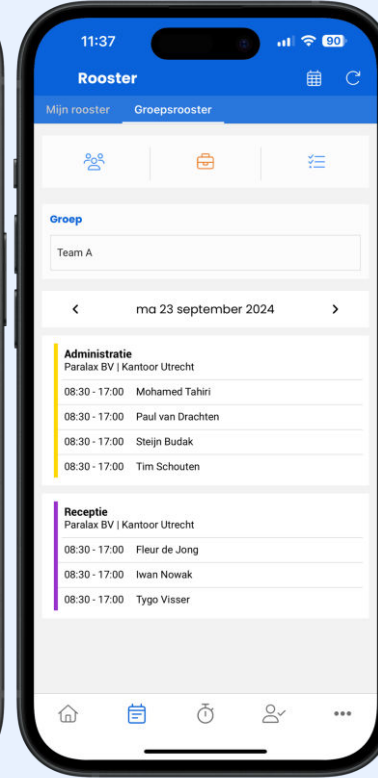 11:37
90
Rooster
Mijn rooster Groepsrooster
Groep
Team A
ma 23 september 2024
Administratie
Paralax BV | Kantoor Utrecht
08:30 - 17:00 Mohamed Tahiri
08:30 - 17:00 Paul van Drachten
08:30 - 17:00 Steijn Budak
08:30 - 17:00 Tim Schouten
Receptie
Paralax BV | Kantoor Utrecht
08:30 - 17:00 Fleur de Jong
08:30 - 17:00 Iwan Nowak
08:30 - 17:00 Tygo Visser